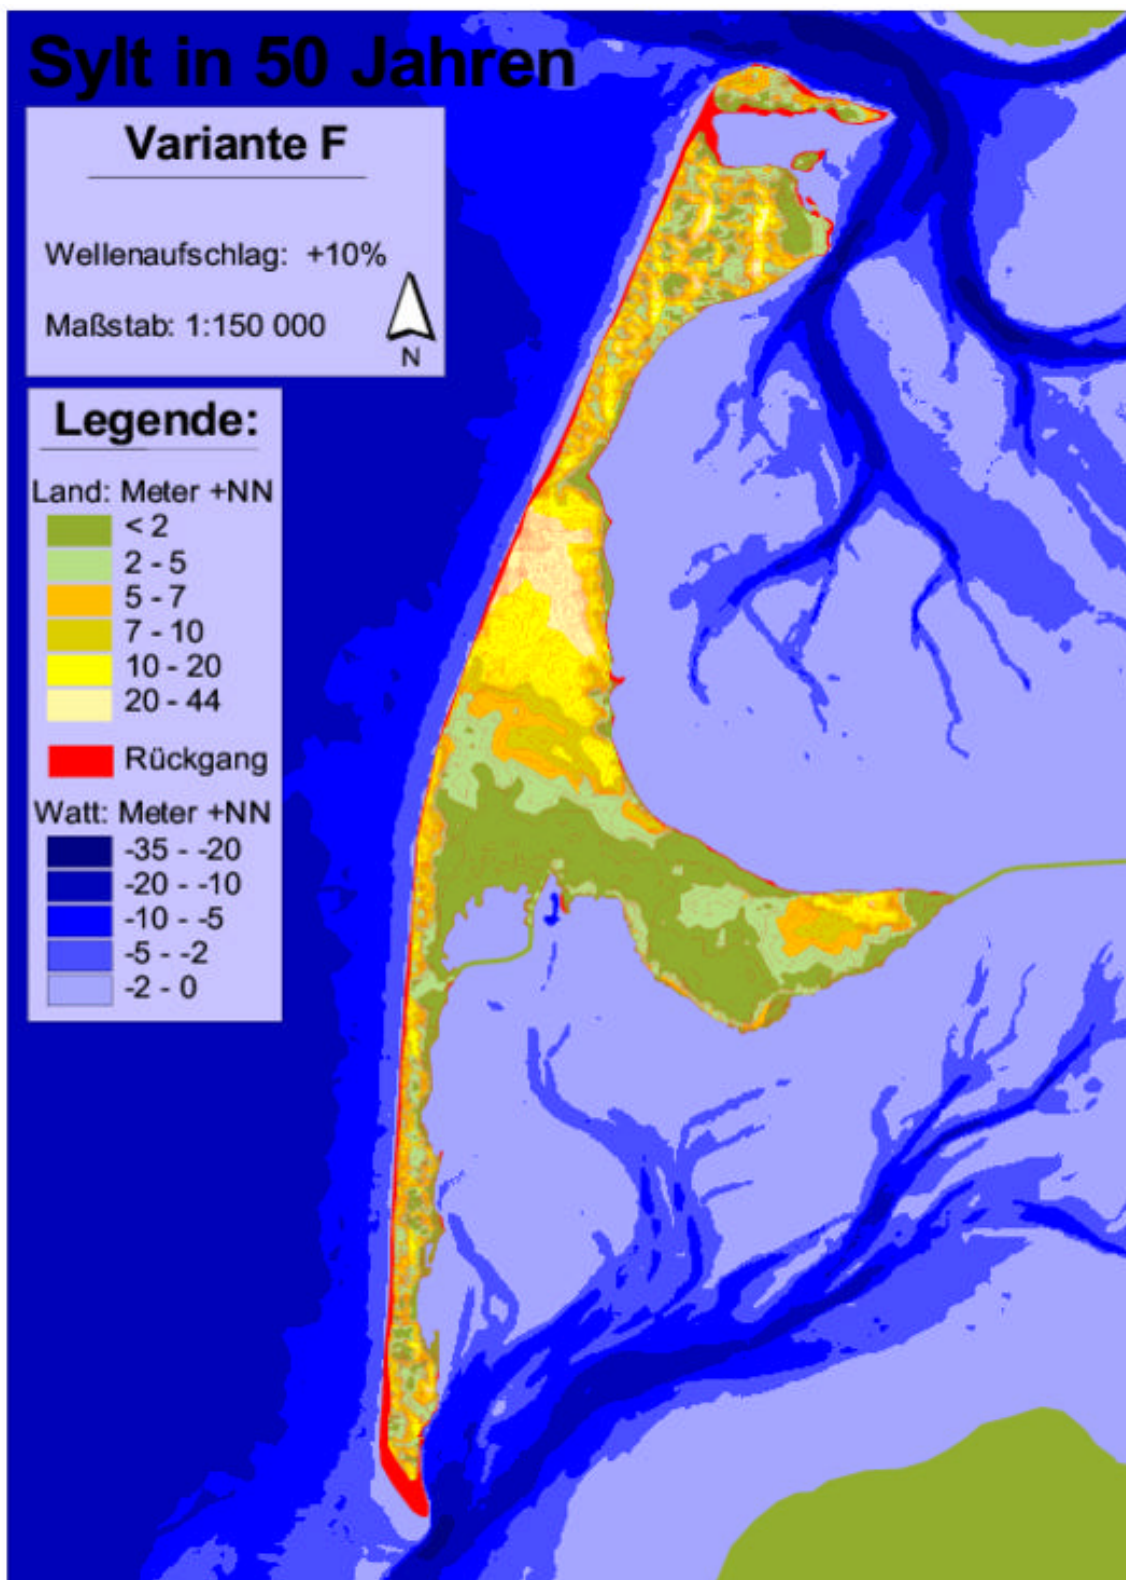 Sylt in 50 Jahren
Variante F
Wellenaufschlag: +10%
Maßstab: 1:150 000
N
Legende:
Land: Meter +NN
< 2
2 - 5
5 - 7
7 - 10
10 - 20
20 - 44
Rückgang
Watt: Meter +NN
-35 - -20
-20 - -10
-10 - -5
-5 - -2
-2 - 0